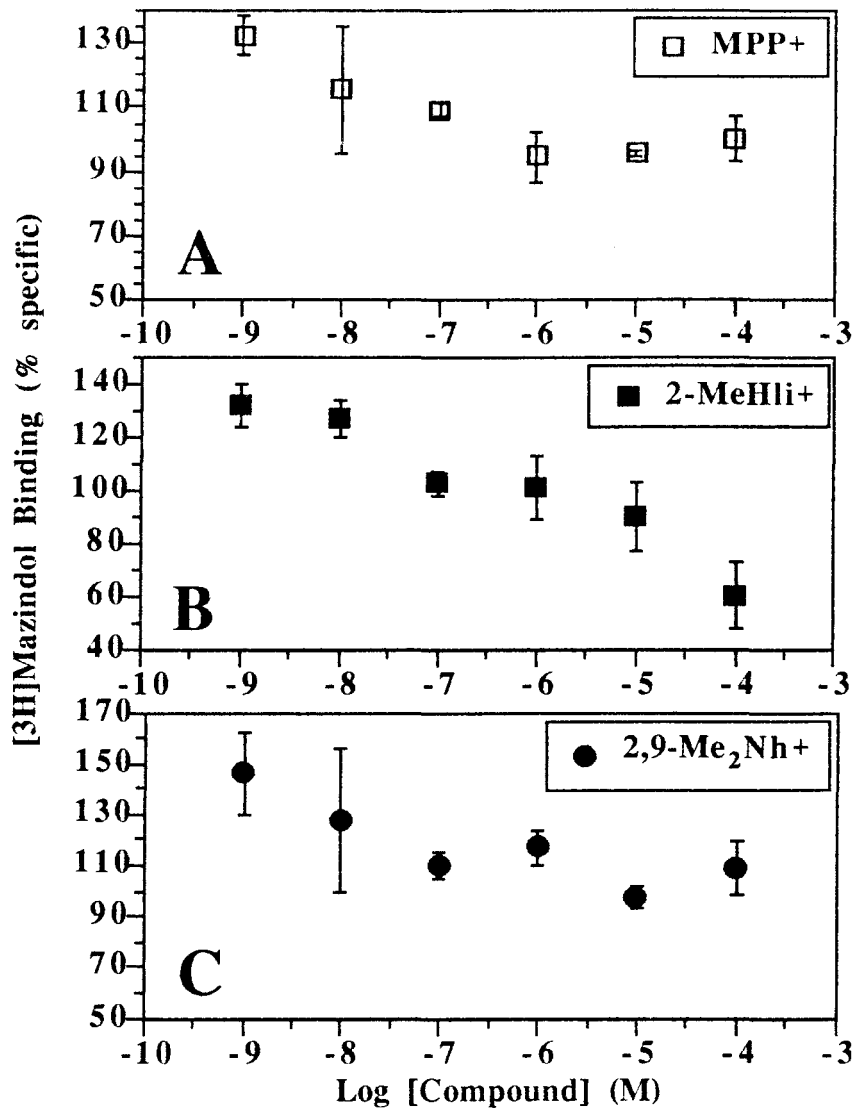 [3H]Mazindol Binding (% specific)
130
110
90
70
50
MPP+
A
-10 -9 -8 -7 -6 -5 -4 -3
140
120
100
80
60
40
2-MeHli+
B
-10 -9 -8 -7 -6 -5 -4 -3
170
150
130
110
90
70
50
2,9-Me₂Nh+
C
-10 -9 -8 -7 -6 -5 -4 -3
Log [Compound] (M)